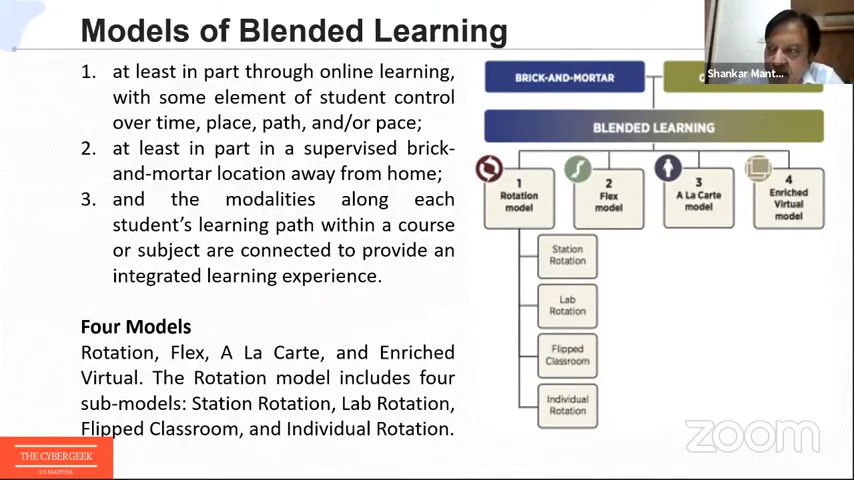 Models of Blended Learning
1. at least in part through online learning,
with some element of student control
over time, place, path, and/or pace;
2. at least in part in a supervised brick-
and-mortar location away from home;
3. and the modalities along each
student's learning path within a course
or subject are connected to provide an
integrated learning experience.
Four Models
Rotation, Flex, A La Carte, and Enriched
Virtual. The Rotation model includes four
sub-models: Station Rotation, Lab Rotation,
Flipped Classroom, and Individual Rotation.
THE CYBERGEEK
S S MANTHA
Shankar Mant...
BRICK-AND-MORTAR
BLENDED LEARNING
1
Rotation
model
2
Flex
model
3
A La Carte
model
4
Enriched
Virtual
model
Station
Rotation
Lab
Rotation
Flipped
Classroom
Individual
Rotation
zoom